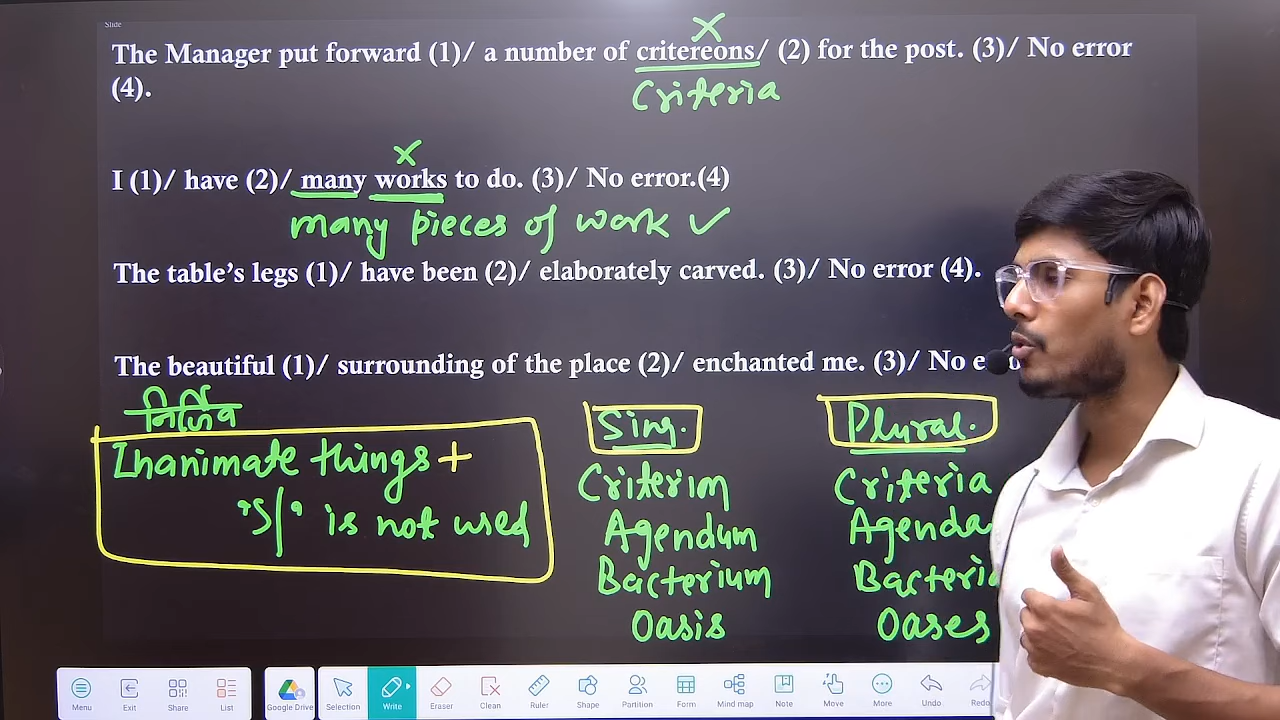 Slide
The Manager put forward (1)/ a number of critereons/ (2) for the post. (3)/ No error
(4).
Criteria
I (1)/ have (2)/ many works to do. (3)/ No error.(4)
many pieces of work ✓
The table's legs (1)/ have been (2)/ elaborately carved. (3)/ No error (4).
The beautiful (1)/ surrounding of the place (2)/ enchanted me. (3)/ No
निर्जिव
Inanimate things +
's/' is not used
Sing. Plural.
Criteriom Criteria
Agendum Agenda
Bacterium Bacteria
Oasis Oases
Menu Exit Share List Google Drive Selection Write Eraser Clean Ruler Shape Partition Form Mind map Note Move More Undo Redo